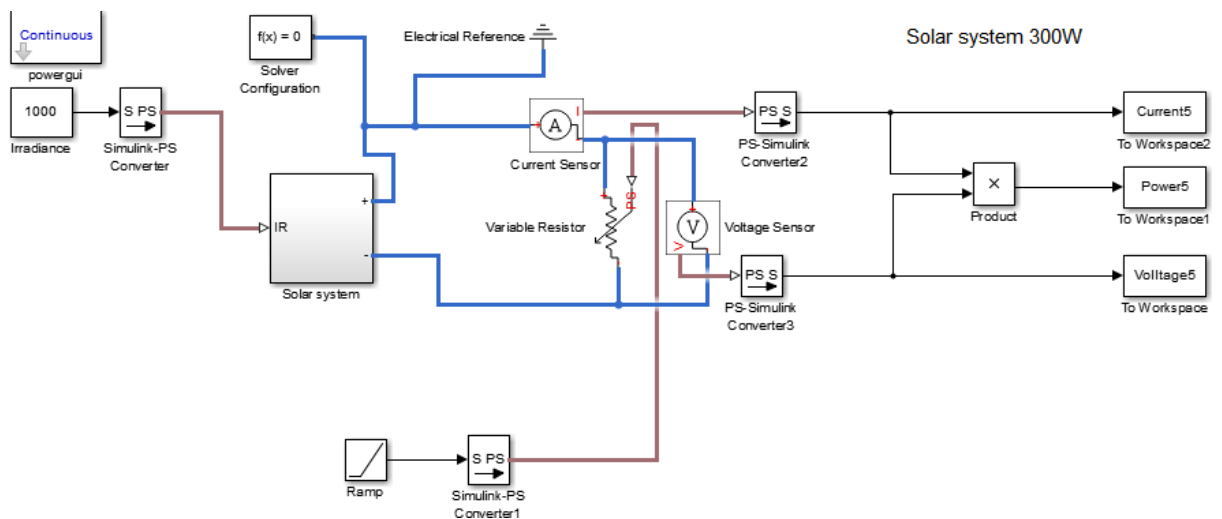 Continuous
powergui
f(x) = 0
Solver
Configuration
Electrical Reference
Solar system 300W
1000
Irradiance
S PS
Simulink-PS
Converter
A
I
Current Sensor
PS S
PS-Simulink
Converter2
Current5
To Workspace2
×
Product
Power5
To Workspace1
IR
+
-
Solar system
+
PS
Variable Resistor
+
V
V
Voltage Sensor
PS S
PS-Simulink
Converter3
Volltage5
To Workspace
Ramp
S PS
Simulink-PS
Converter1